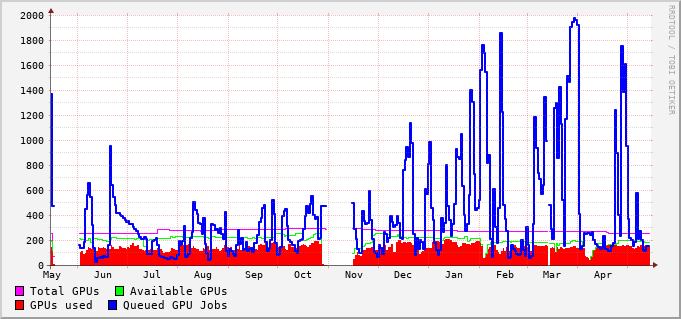 2000
1800
1600
1400
1200
1000
800
600
400
200
0
May Jun Jul Aug Sep Oct Nov Dec Jan Feb Mar Apr
Total GPUs Available GPUs
GPUs used Queued GPU Jobs
RRDTOOL / TOBI OETIKER